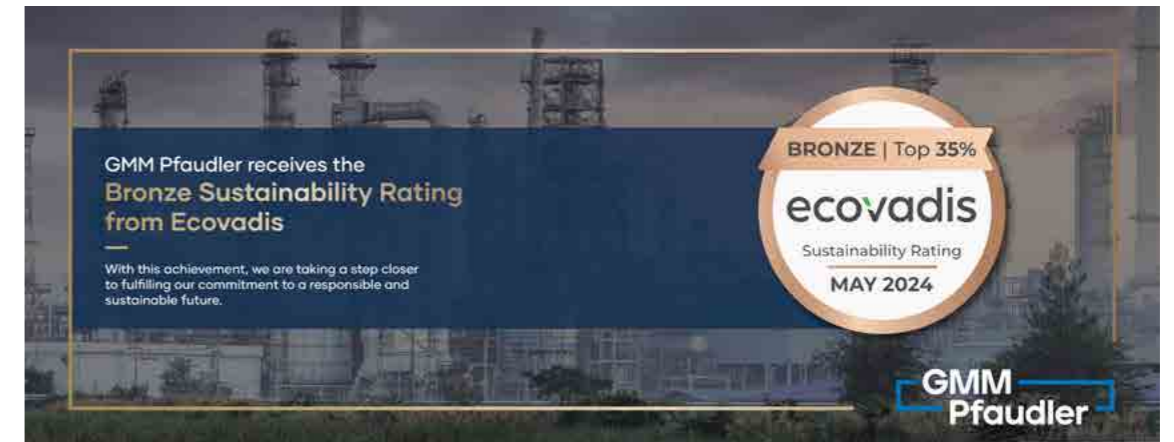 GMM Pfaudler receives the
Bronze Sustainability Rating
from Ecovadis
With this achievement, we are taking a step closer
to fulfilling our commitment to a responsible and
sustainable future.
BRONZE | Top 35%
ecovadis
Sustainability Rating
MAY 2024
GMM
Pfaudler